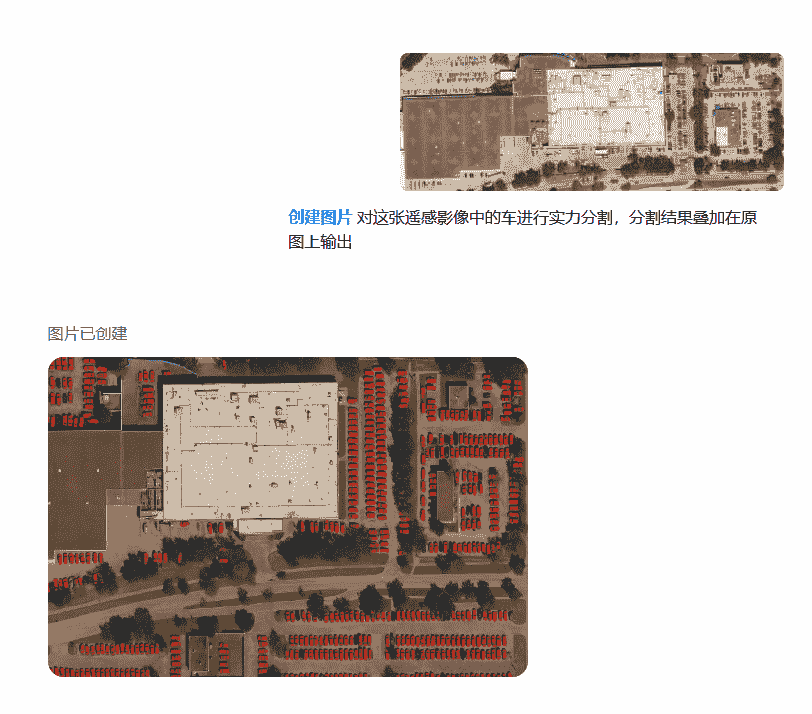 创建图片 对这张遥感影像中的车进行实力分割，分割结果叠加在原
图上输出
图片已创建